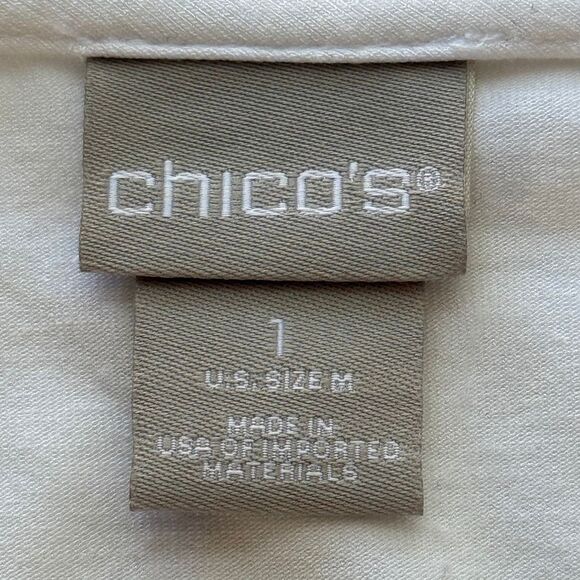 chico's®
1
U.S. SIZE M
MADE IN
USA OF IMPORTED
MATERIALS